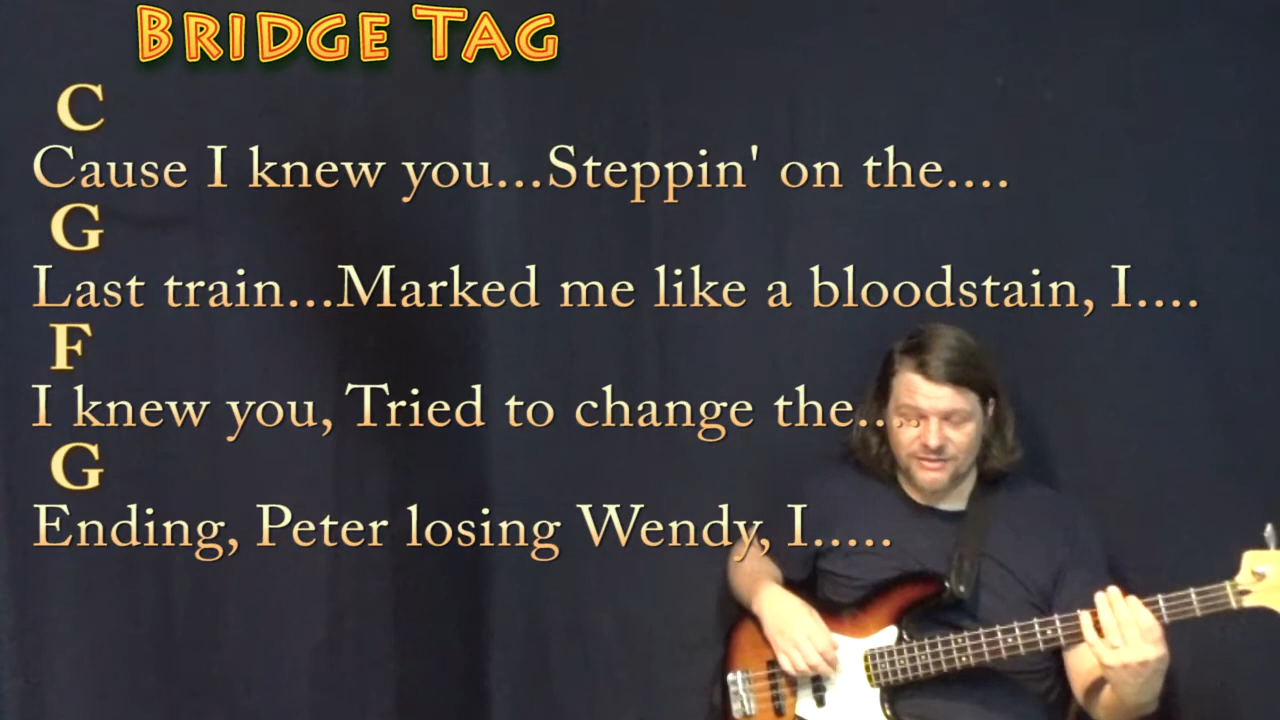 BRIDGE TAG
C
Cause I knew you...Steppin' on the....
G
Last train...Marked me like a bloodstain, I....
F
I knew you, Tried to change the....
G
Ending, Peter losing Wendy, I.....